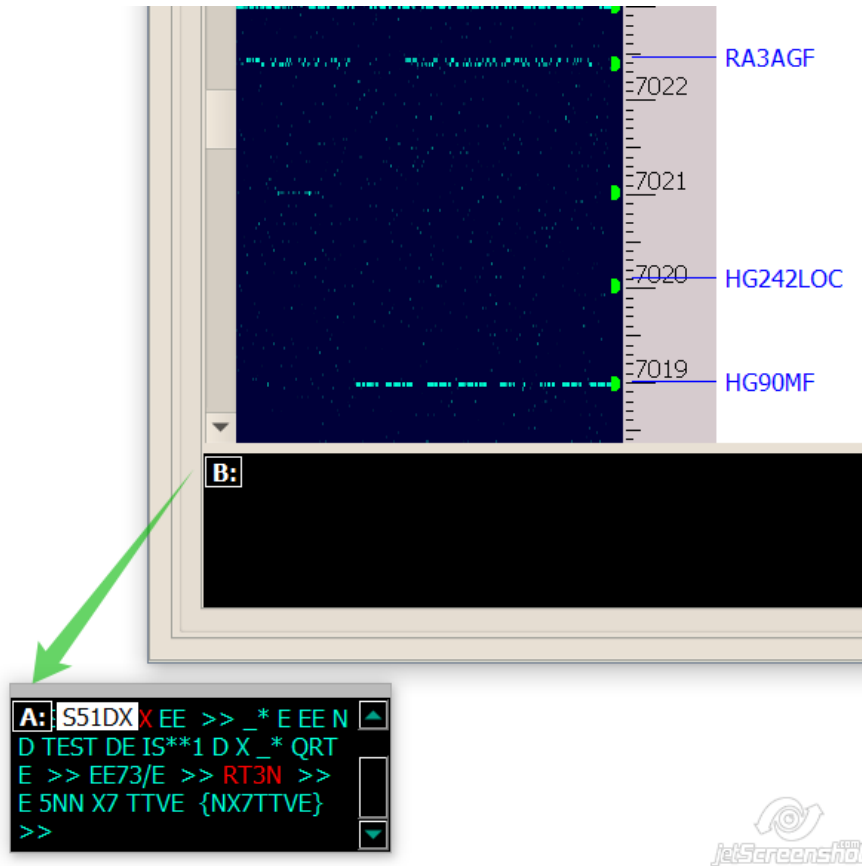 RA3AGF
7022
7021
7020
HG242LOC
7019
HG90MF
B:
A: S51DX X EE >> _* E EE N
D TEST DE IS**1 D X _* QRT
E >> EE73/E >> RT3N >>
E 5NN X7 TTVE {NX7TTVE}
>>
jetScreenshot
.com